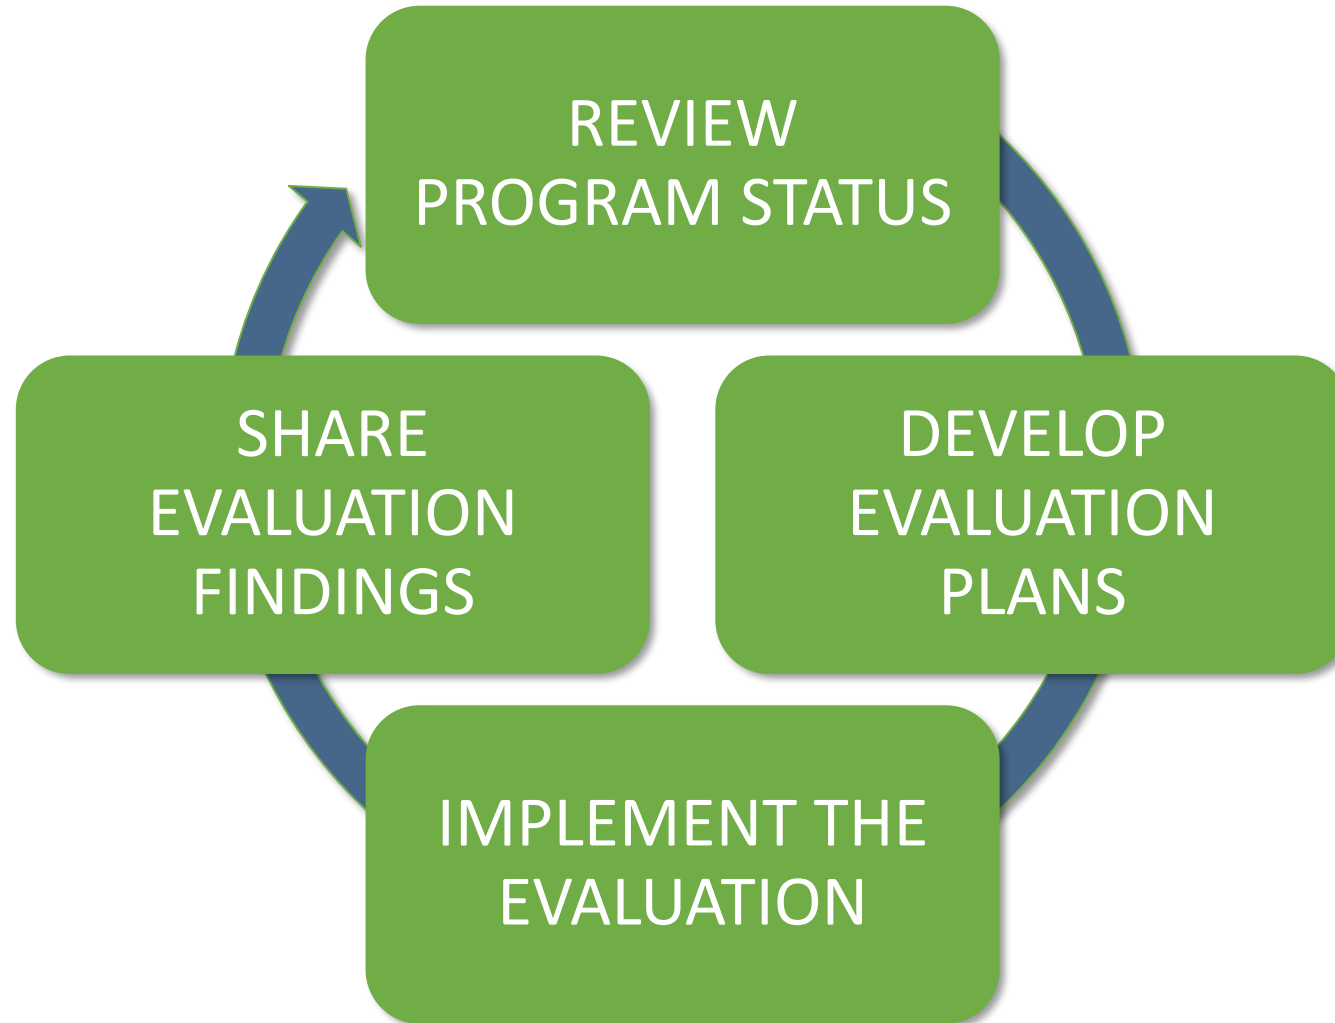 REVIEW
PROGRAM STATUS
DEVELOP
EVALUATION
PLANS
IMPLEMENT THE
EVALUATION
SHARE
EVALUATION
FINDINGS